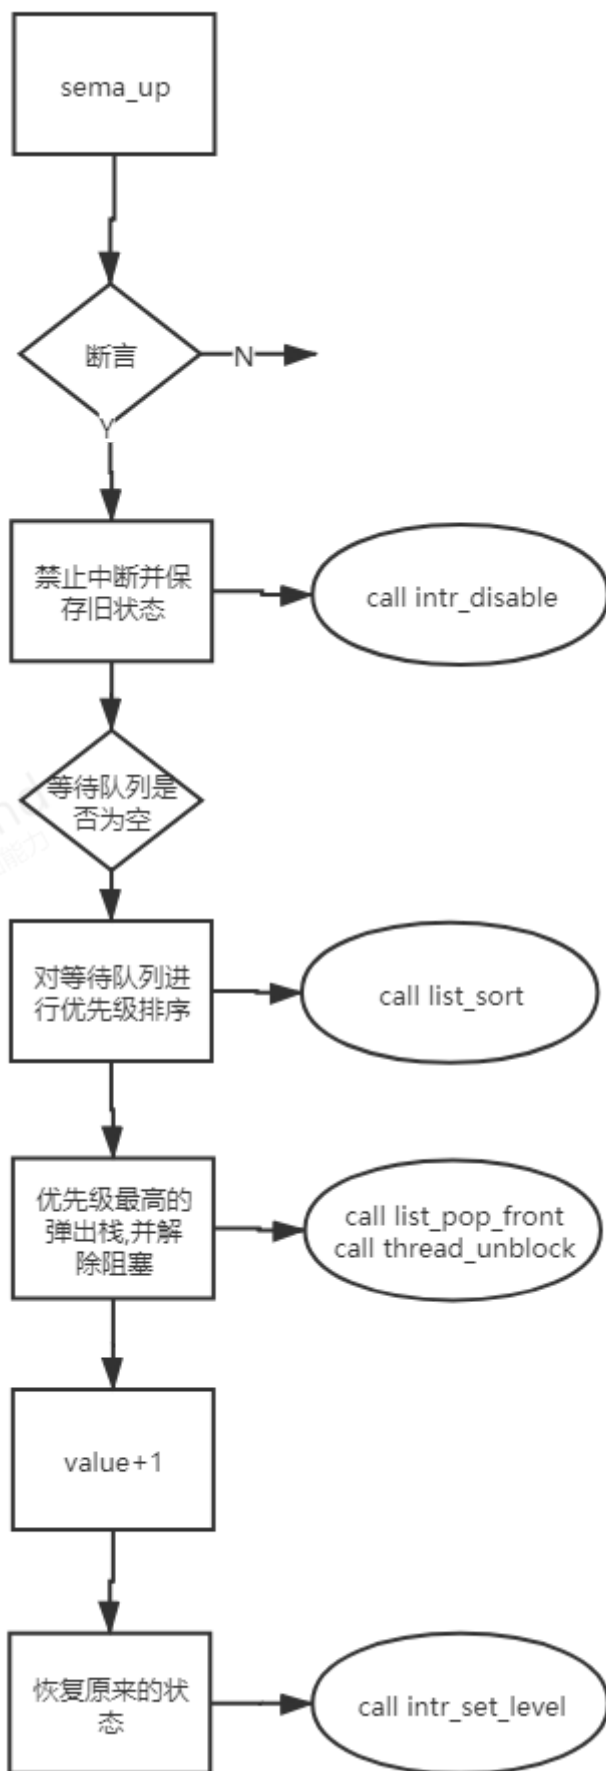 sema_up
断言
N
Y
禁止中断并保
存旧状态
call intr_disable
等待队列是
否为空
对等待队列进
行优先级排序
call list_sort
优先级最高的
弹出栈,并解
除阻塞
call list_pop_front
call thread_unblock
value+1
恢复原来的状
态
call intr_set_level